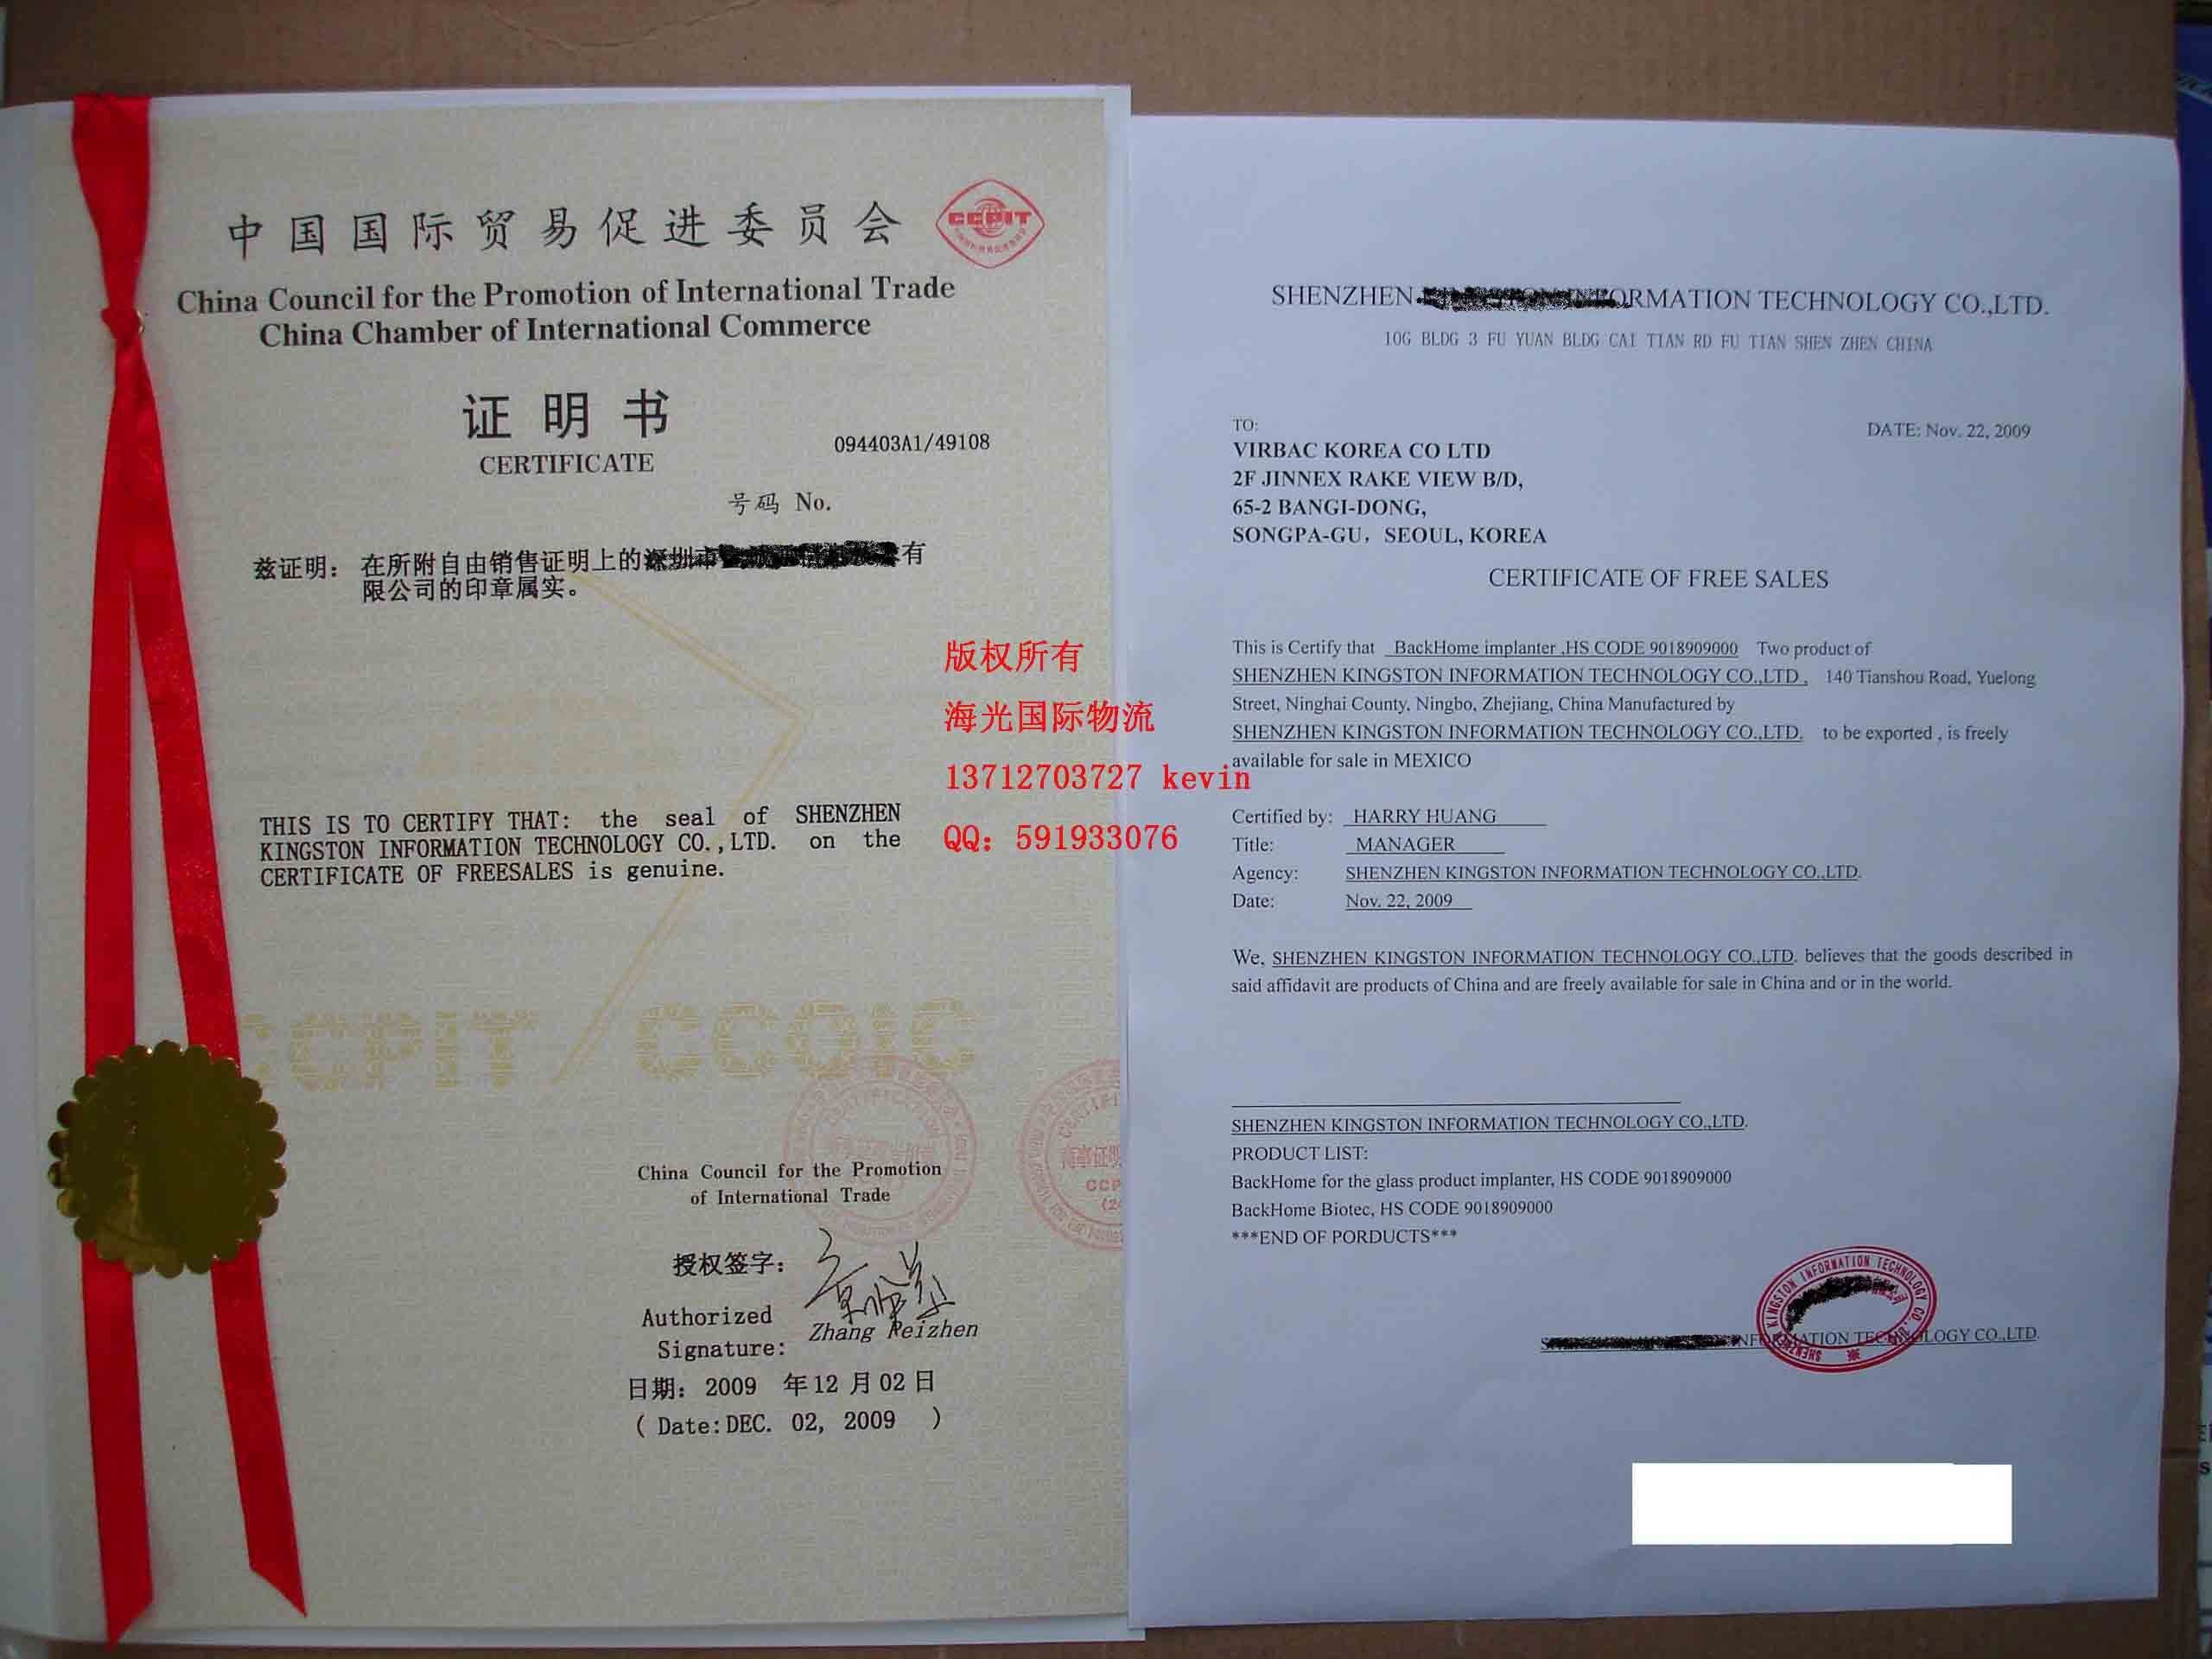 中国国际贸易促进委员会
CCPIT
China Council for the Promotion of International Trade
China Chamber of International Commerce
证明书
CERTIFICATE
094403A1/49108
号码 No.
兹证明：在所附自由销售证明上的深圳市 有
限公司的印章属实。
THIS IS TO CERTIFY THAT: the seal of SHENZHEN
KINGSTON INFORMATION TECHNOLOGY CO.,LTD. on the
CERTIFICATE OF FREESALES is genuine.
CCPIT/CCOIC
China Council for the Promotion
of International Trade
授权签字：
Authorized
Signature:
Zhang Peizhen
日期：2009 年12月02日
( Date:DEC. 02, 2009 )
版权所有
海光国际物流
13712703727 kevin
QQ：591933076
SHENZHEN ORMATION TECHNOLOGY CO.,LTD.
10G BLDG 3 FU YUAN BLDG CAI TIAN RD FU TIAN SHEN ZHEN CHINA
TO:
DATE: Nov. 22, 2009
VIRBAC KOREA CO LTD
2F JINNEX RAKE VIEW B/D,
65-2 BANGI-DONG,
SONGPA-GU, SEOUL, KOREA
CERTIFICATE OF FREE SALES
This is Certify that BackHome implanter ,HS CODE 9018909000 Two product of
SHENZHEN KINGSTON INFORMATION TECHNOLOGY CO.,LTD, 140 Tianshou Road, Yuelong
Street, Ninghai County, Ningbo, Zhejiang, China Manufactured by
SHENZHEN KINGSTON INFORMATION TECHNOLOGY CO.,LTD. to be exported , is freely
available for sale in MEXICO
Certified by: HARRY HUANG
Title: MANAGER
Agency: SHENZHEN KINGSTON INFORMATION TECHNOLOGY CO.,LTD.
Date: Nov. 22, 2009
We, SHENZHEN KINGSTON INFORMATION TECHNOLOGY CO.,LTD. believes that the goods described in
said affidavit are products of China and are freely available for sale in China and or in the world.
SHENZHEN KINGSTON INFORMATION TECHNOLOGY CO.,LTD.
PRODUCT LIST:
BackHome for the glass product implanter, HS CODE 9018909000
BackHome Biotec, HS CODE 9018909000
***END OF PORDUCTS***
SHENZHEN KINGSTON INFORMATION TECHNOLOGY CO.,LTD.
INFORMATION TECHNOLOGY CO.,LTD.